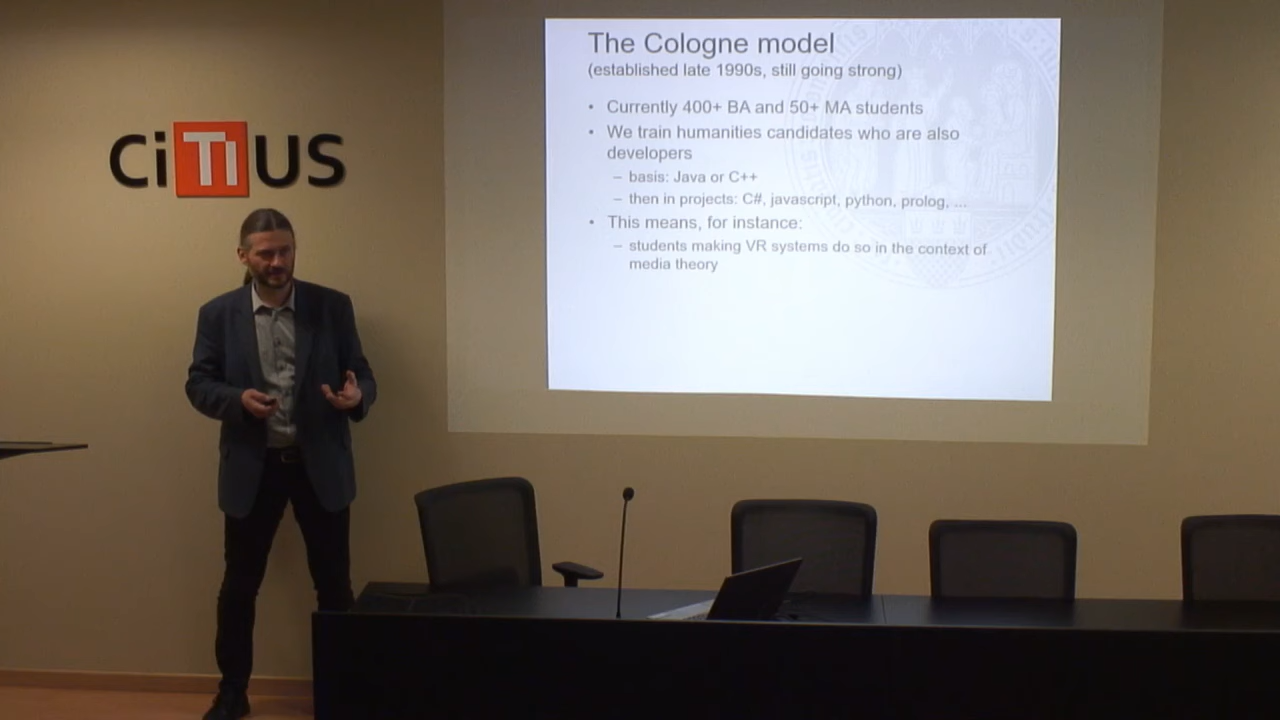 CiTIUS
The Cologne model
(established late 1990s, still going strong)
• Currently 400+ BA and 50+ MA students
• We train humanities candidates who are also
developers
– basis: Java or C++
– then in projects: C#, javascript, python, prolog, ...
• This means, for instance:
– students making VR systems do so in the context of
media theory